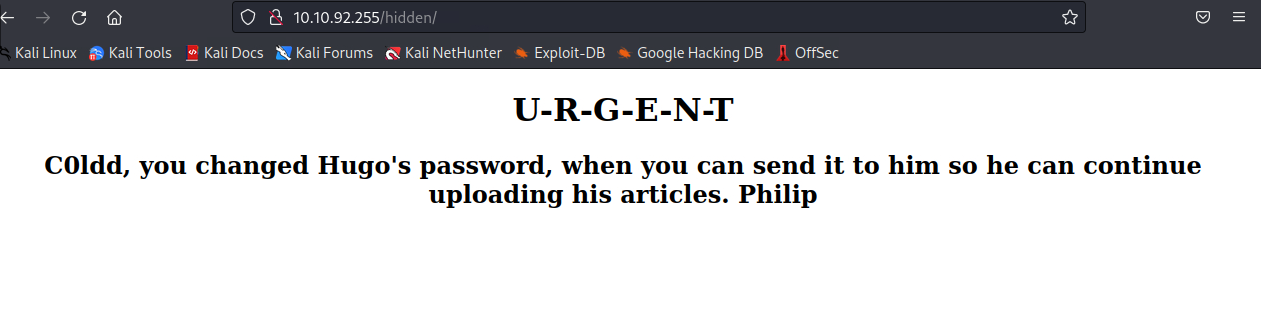 10.10.92.255/hidden/
Kali Linux Kali Tools Kali Docs Kali Forums Kali NetHunter Exploit-DB Google Hacking DB OffSec
U-R-G-E-N-T
C0ldd, you changed Hugo's password, when you can send it to him so he can continue
uploading his articles. Philip